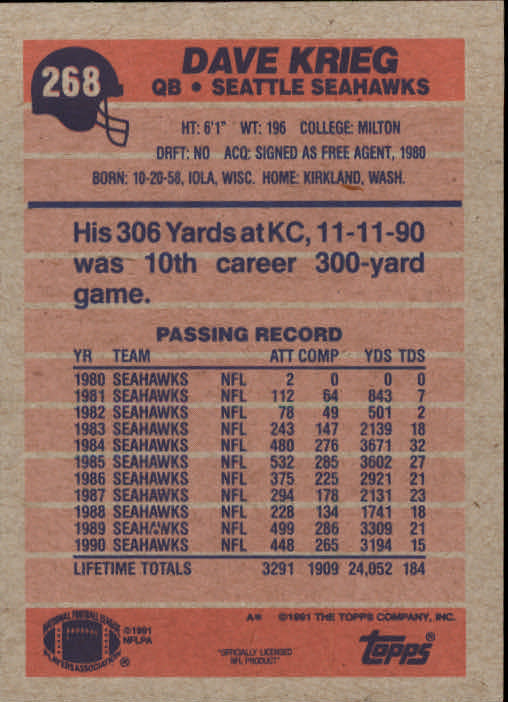 268
DAVE KRIEG
QB • SEATTLE SEAHAWKS
HT: 6'1" WT: 196 COLLEGE: MILTON
DRFT: NO ACQ: SIGNED AS FREE AGENT, 1980
BORN: 10-20-58, IOLA, WISC. HOME: KIRKLAND, WASH.
His 306 Yards at KC, 11-11-90
was 10th career 300-yard
game.
PASSING RECORD
YR TEAM ATT COMP YDS TDS
1980 SEAHAWKS NFL 2 0 0 0
1981 SEAHAWKS NFL 112 64 843 7
1982 SEAHAWKS NFL 78 49 501 2
1983 SEAHAWKS NFL 243 147 2139 18
1984 SEAHAWKS NFL 480 276 3671 32
1985 SEAHAWKS NFL 532 285 3602 27
1986 SEAHAWKS NFL 375 225 2921 21
1987 SEAHAWKS NFL 294 178 2131 23
1988 SEAHAWKS NFL 228 134 1741 18
1989 SEAHAWKS NFL 499 286 3309 21
1990 SEAHAWKS NFL 448 265 3194 15
LIFETIME TOTALS 3291 1909 24,052 184
A* ©1991 THE TOPPS COMPANY, INC.
NATIONAL FOOTBALL LEAGUE
PLAYERS ASSOCIATION ®
©1991
NFLPA
"OFFICIALLY LICENSED
NFL PRODUCT"
topps®